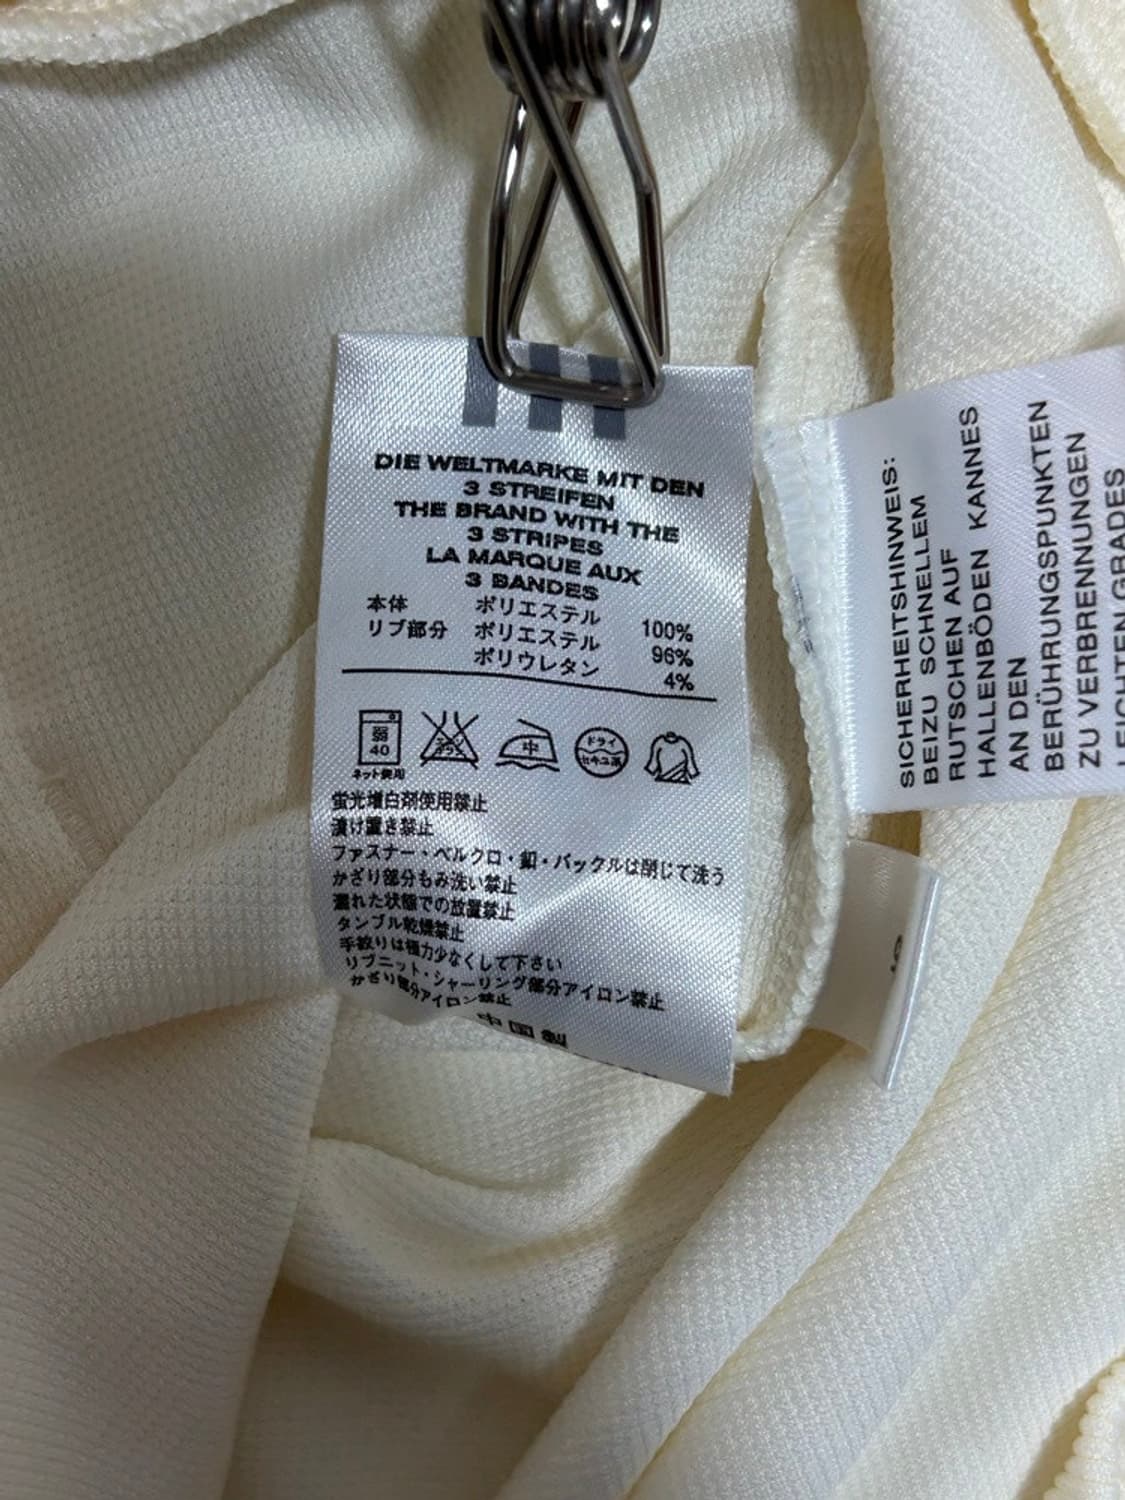 DIE WELTMARKE MIT DEN
3 STREIFEN
THE BRAND WITH THE
3 STRIPES
LA MARQUE AUX
3 BANDES
本体 ポリエステル 100%
リブ部分 ポリエステル 96%
ポリウレタン 4%
弱
40
ネット使用
中
ドライ
セキユ系
蛍光増白剤使用禁止
漬け置き禁止
ファスナー・ベルクロ・釦・バックルは閉じて洗う
かざり部分もみ洗い禁止
濡れた状態での放置禁止
タンブル乾燥禁止
手絞りは極力少なくして下さい
リブニット・シャーリング部分アイロン禁止
かざり部分アイロン禁止
中国製
SICHERHEITSHINWEIS:
BEIZU SCHNELLEM
RUTSCHEN AUF
HALLENBÖDEN KANNES
AN DEN
BERÜHRUNGSPUNKTEN
ZU VERBRENNUNGEN
LEICHTEN GRADES